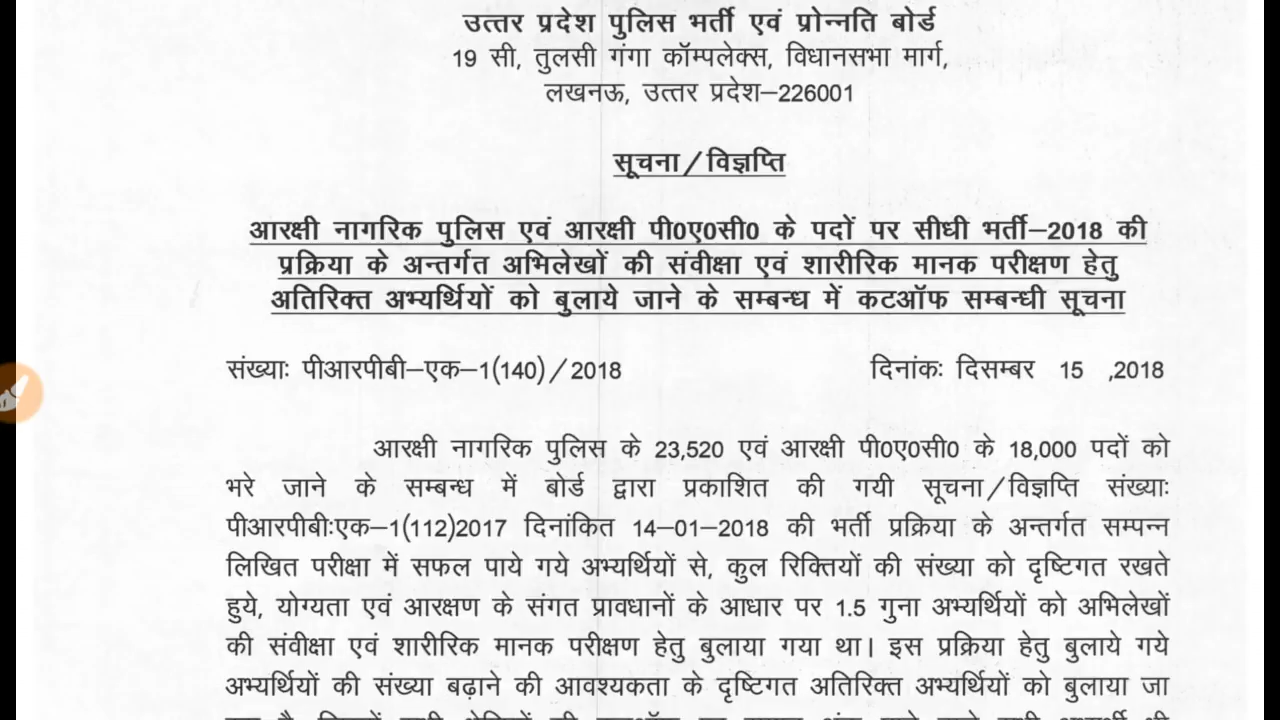 उत्तर प्रदेश पुलिस भर्ती एवं प्रोन्नति बोर्ड
19 सी, तुलसी गंगा कॉम्पलेक्स, विधानसभा मार्ग,
लखनऊ, उत्तर प्रदेश–226001
सूचना/विज्ञप्ति
आरक्षी नागरिक पुलिस एवं आरक्षी पी0ए0सी0 के पदों पर सीधी भर्ती–2018 की
प्रक्रिया के अन्तर्गत अभिलेखों की संवीक्षा एवं शारीरिक मानक परीक्षण हेतु
अतिरिक्त अभ्यर्थियों को बुलाये जाने के सम्बन्ध में कटऑफ सम्बन्धी सूचना
संख्याः पीआरपीबी–एक–1(140)/2018 दिनांकः दिसम्बर 15 ,2018
आरक्षी नागरिक पुलिस के 23,520 एवं आरक्षी पी0ए0सी0 के 18,000 पदों को
भरे जाने के सम्बन्ध में बोर्ड द्वारा प्रकाशित की गयी सूचना/विज्ञप्ति संख्याः
पीआरपीबीःएक–1(112)2017 दिनांकित 14–01–2018 की भर्ती प्रक्रिया के अन्तर्गत सम्पन्न
लिखित परीक्षा में सफल पाये गये अभ्यर्थियों से, कुल रिक्तियों की संख्या को दृष्टिगत रखते
हुये, योग्यता एवं आरक्षण के संगत प्रावधानों के आधार पर 1.5 गुना अभ्यर्थियों को अभिलेखों
की संवीक्षा एवं शारीरिक मानक परीक्षण हेतु बुलाया गया था। इस प्रक्रिया हेतु बुलाये गये
अभ्यर्थियों की संख्या बढ़ाने की आवश्यकता के दृष्टिगत अतिरिक्त अभ्यर्थियों को बुलाया जा